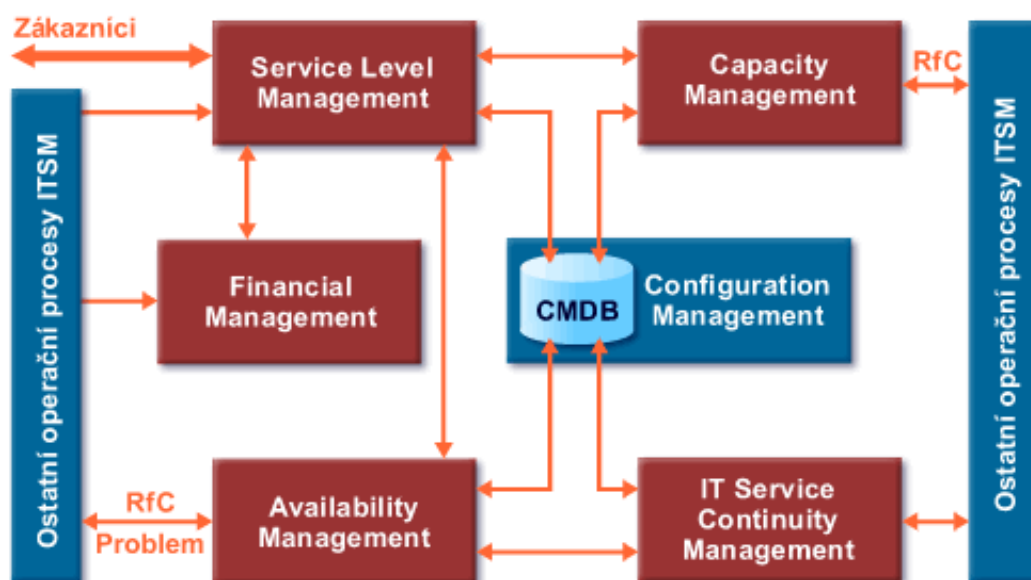 Zákazníci
Service Level
Management
Capacity
Management
RfC
Ostatní operační procesy ITSM
Ostatní operační procesy ITSM
Financial
Management
CMDB
Configuration
Management
RfC
Problem
Availability
Management
IT Service
Continuity
Management